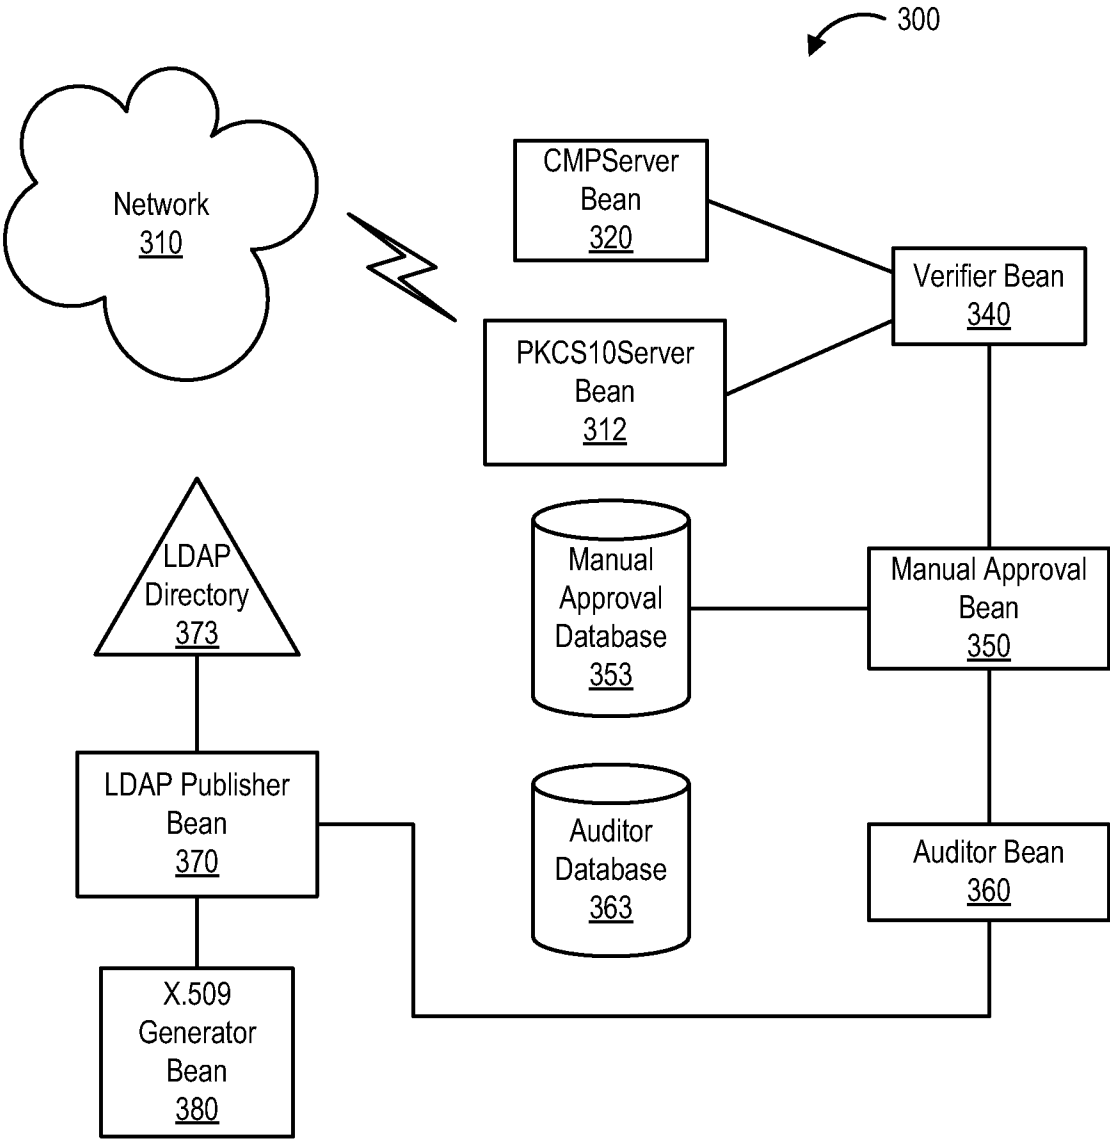 300
Network
310
CMPServer
Bean
320
Verifier Bean
340
PKCS10Server
Bean
312
LDAP
Directory
373
Manual
Approval
Database
353
Manual Approval
Bean
350
LDAP Publisher
Bean
370
Auditor
Database
363
Auditor Bean
360
X.509
Generator
Bean
380